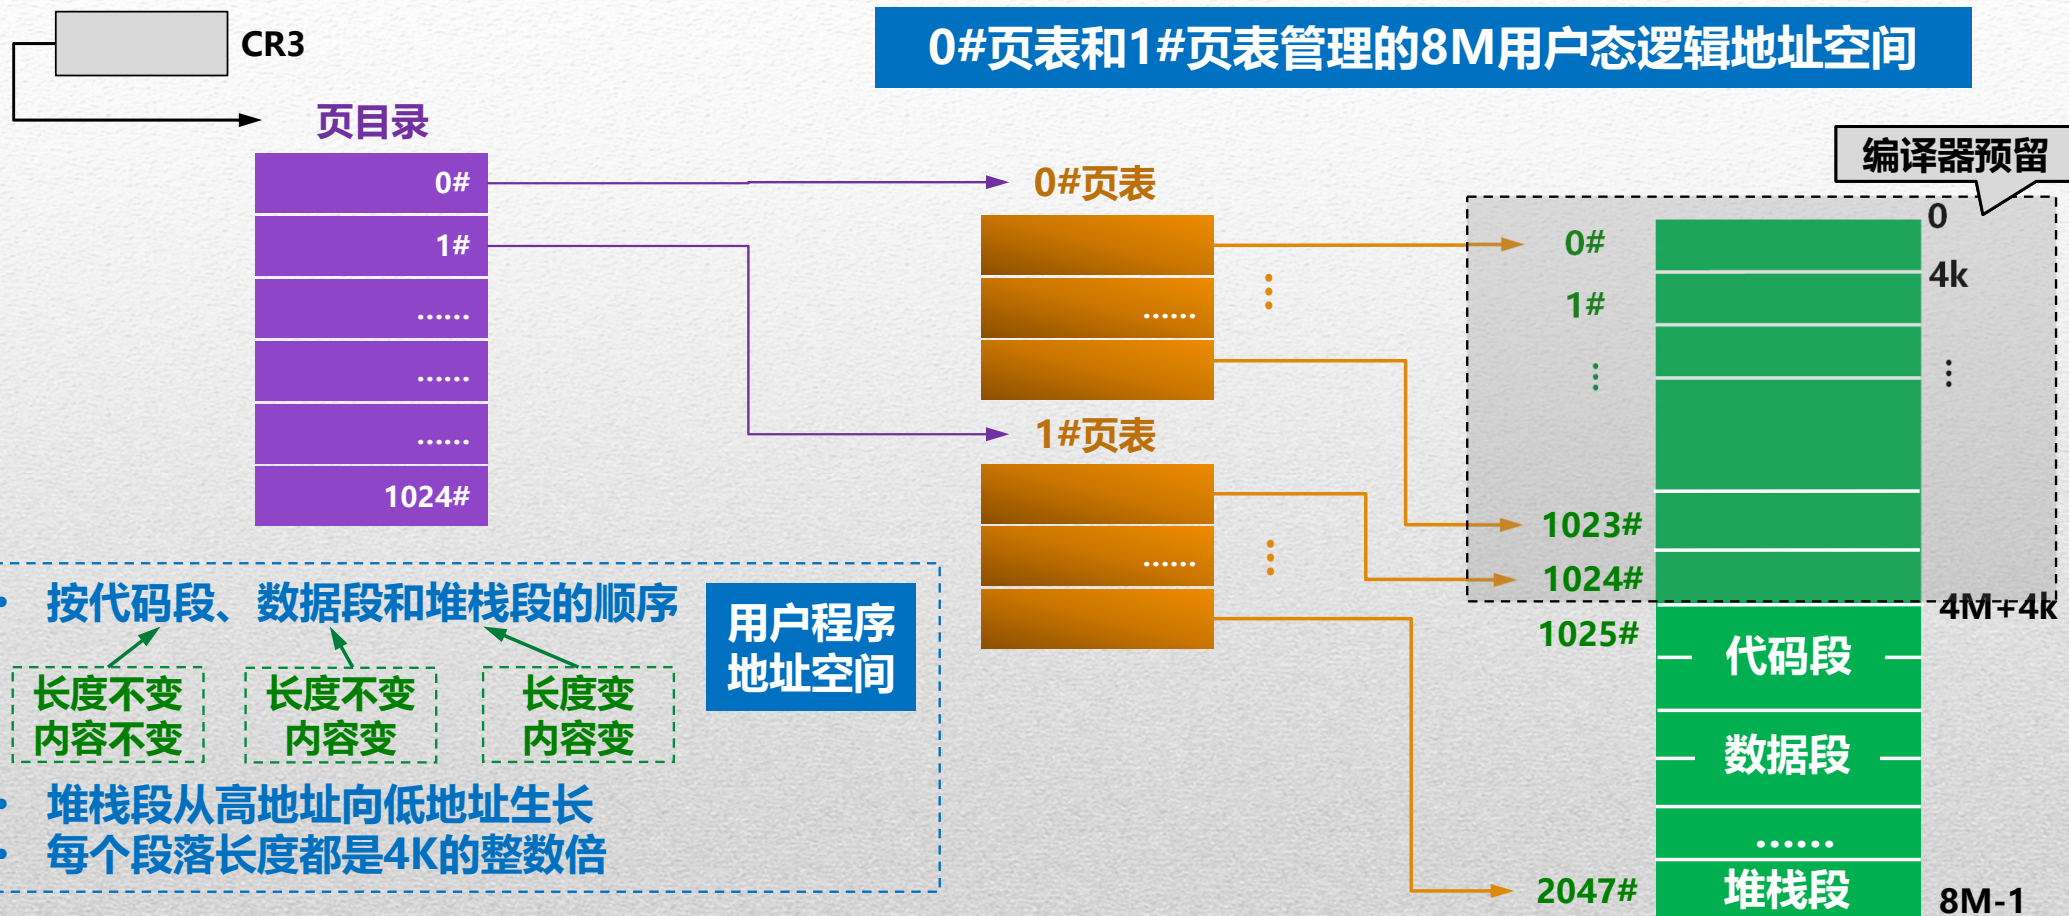 CR3
0#页表和1#页表管理的8M用户态逻辑地址空间
页目录
0#
1#
......
......
......
1024#
0#页表
......
1#页表
......
编译器预留
0#
1#
1023#
1024#
1025#
2047#
0
4k
4M+4k
8M-1
代码段
数据段
......
堆栈段
• 按代码段、数据段和堆栈段的顺序
长度不变
内容不变
长度不变
内容变
长度变
内容变
用户程序
地址空间
• 堆栈段从高地址向低地址生长
• 每个段落长度都是4K的整数倍